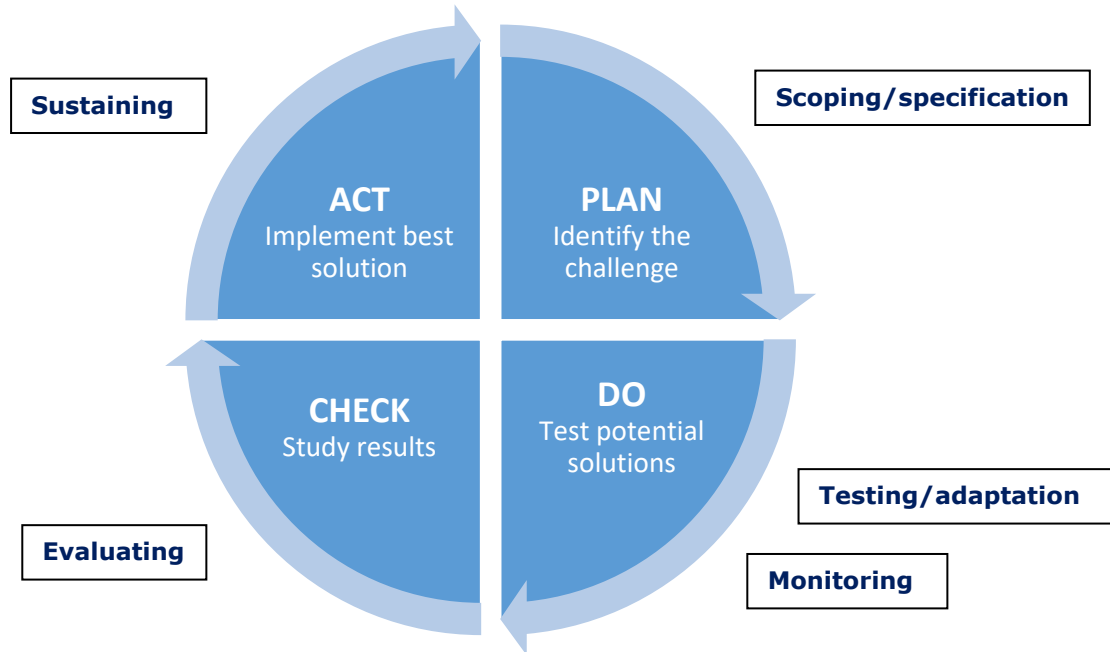 Sustaining
Scoping/specification
ACT
Implement best
solution
PLAN
Identify the
challenge
CHECK
Study results
DO
Test potential
solutions
Testing/adaptation
Evaluating
Monitoring